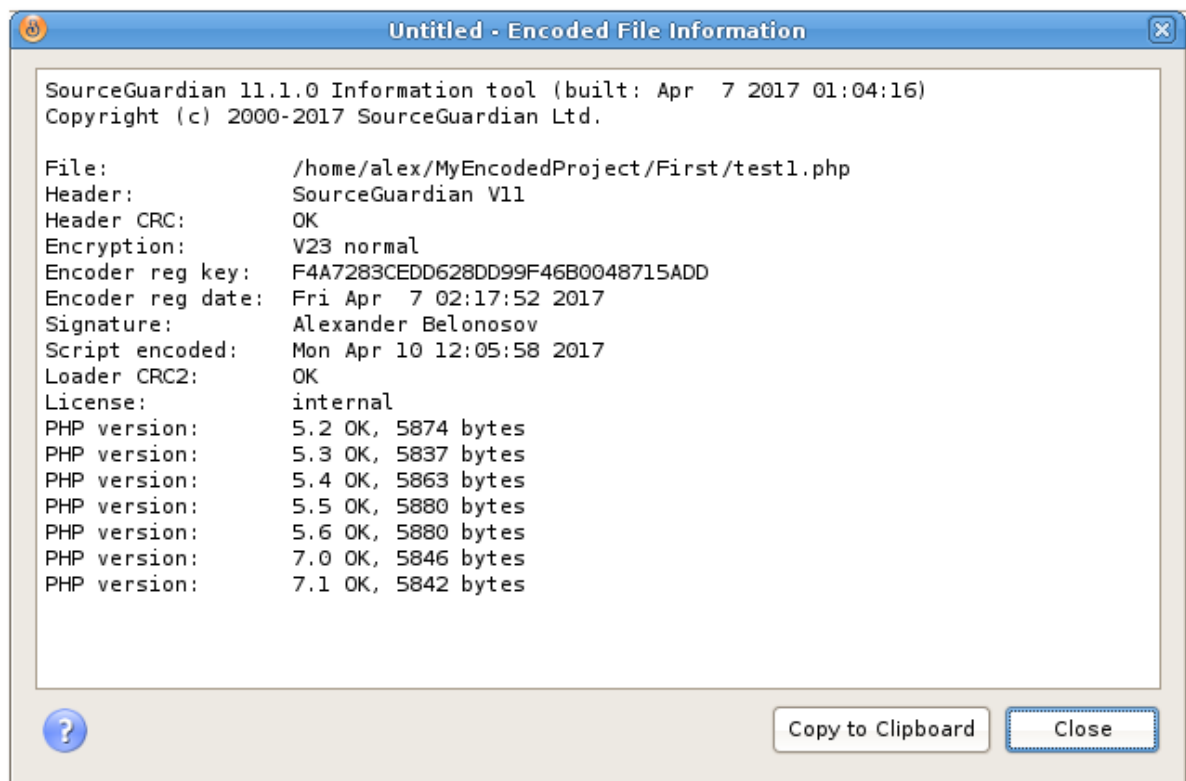 Untitled - Encoded File Information
SourceGuardian 11.1.0 Information tool (built: Apr  7 2017 01:04:16)
Copyright (c) 2000-2017 SourceGuardian Ltd.
File: /home/alex/MyEncodedProject/First/test1.php
Header: SourceGuardian V11
Header CRC: OK
Encryption: V23 normal
Encoder reg key: F4A7283CEDD628DD99F46B0048715ADD
Encoder reg date: Fri Apr  7 02:17:52 2017
Signature: Alexander Belonosov
Script encoded: Mon Apr 10 12:05:58 2017
Loader CRC2: OK
License: internal
PHP version: 5.2 OK, 5874 bytes
PHP version: 5.3 OK, 5837 bytes
PHP version: 5.4 OK, 5863 bytes
PHP version: 5.5 OK, 5880 bytes
PHP version: 5.6 OK, 5880 bytes
PHP version: 7.0 OK, 5846 bytes
PHP version: 7.1 OK, 5842 bytes
? Copy to Clipboard Close